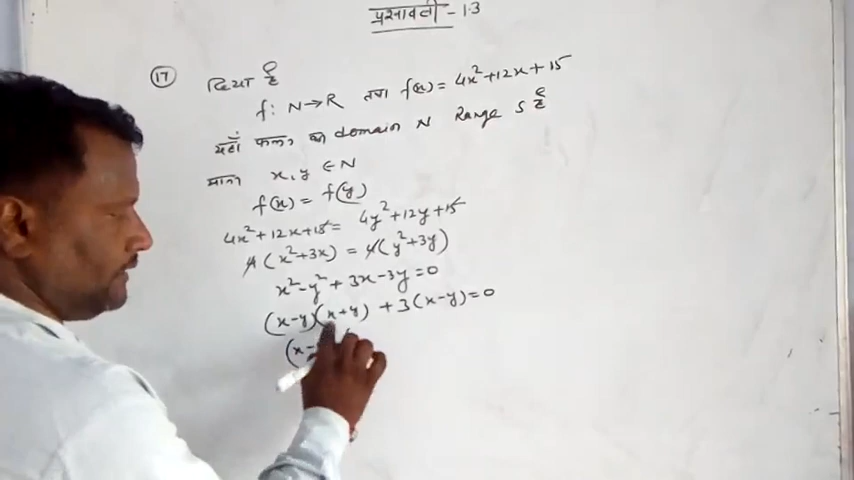 प्रश्नावली - 1.3
(17) दिया है
f: N→R तथा f(x) = 4x²+12x+15
यहाँ फलन का domain N Range S है
माना x, y ∈ N
f(x) = f(y)
4x²+12x+15 = 4y²+12y+15
4(x²+3x) = 4(y²+3y)
x²-y²+3x-3y=0
(x-y)(x+y) +3(x-y)=0
(x-